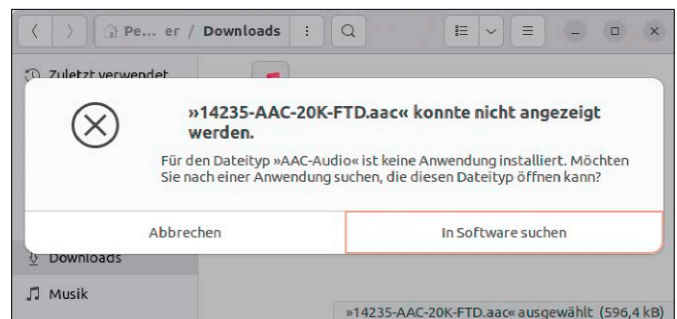 Pe... er / Downloads
Zuletzt verwendet
»14235-AAC-20K-FTD.aac« konnte nicht angezeigt
werden.
Für den Dateityp »AAC-Audio« ist keine Anwendung installiert. Möchten
Sie nach einer Anwendung suchen, die diesen Dateityp öffnen kann?
Abbrechen
In Software suchen
Downloads
Musik
»14235-AAC-20K-FTD.aac« ausgewählt (596,4 kB)